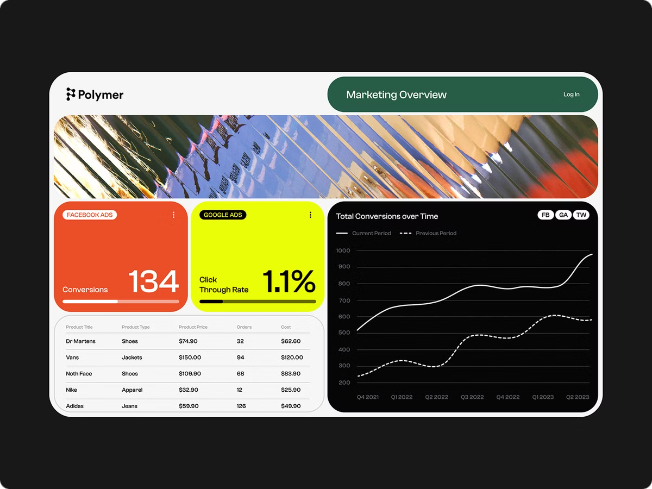 Polymer
Marketing Overview
Log In
FACEBOOK ADS
Conversions
134
GOOGLE ADS
Click
Through Rate
1.1%
Total Conversions over Time
FB GA TW
Current Period Previous Period
1000
900
800
700
600
500
400
300
200
Q4 2021 Q1 2022 Q2 2022 Q3 2022 Q4 2022 Q1 2023 Q2 2023
Product Title Product Type Product Price Orders Cost
Dr Martens Shoes $74.90 32 $62.60
Vans Jackets $150.00 94 $120.00
Noth Face Shoes $109.90 68 $83.90
Nike Apparel $32.90 12 $25.90
Adidas Jeans $59.90 126 $49.90